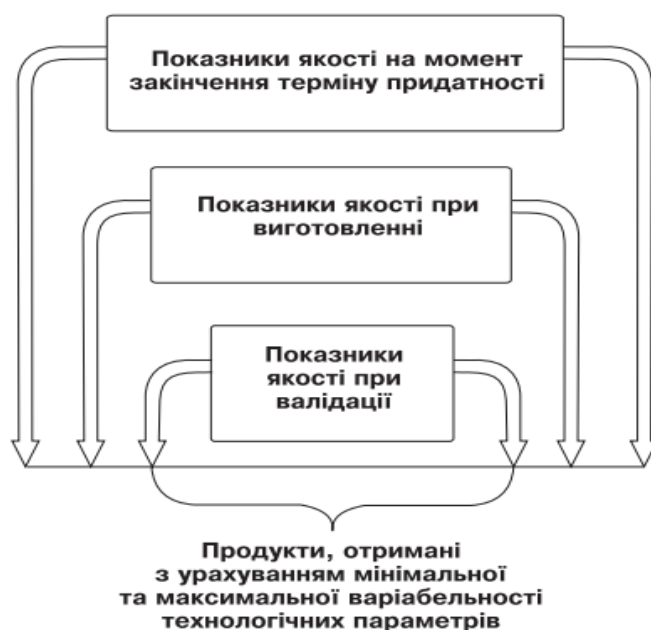 Показники якості на момент
закінчення терміну придатності
Показники якості при
виготовленні
Показники
якості при
валідації
Продукти, отримані
з урахуванням мінімальної
та максимальної варіабельності
технологічних параметрів